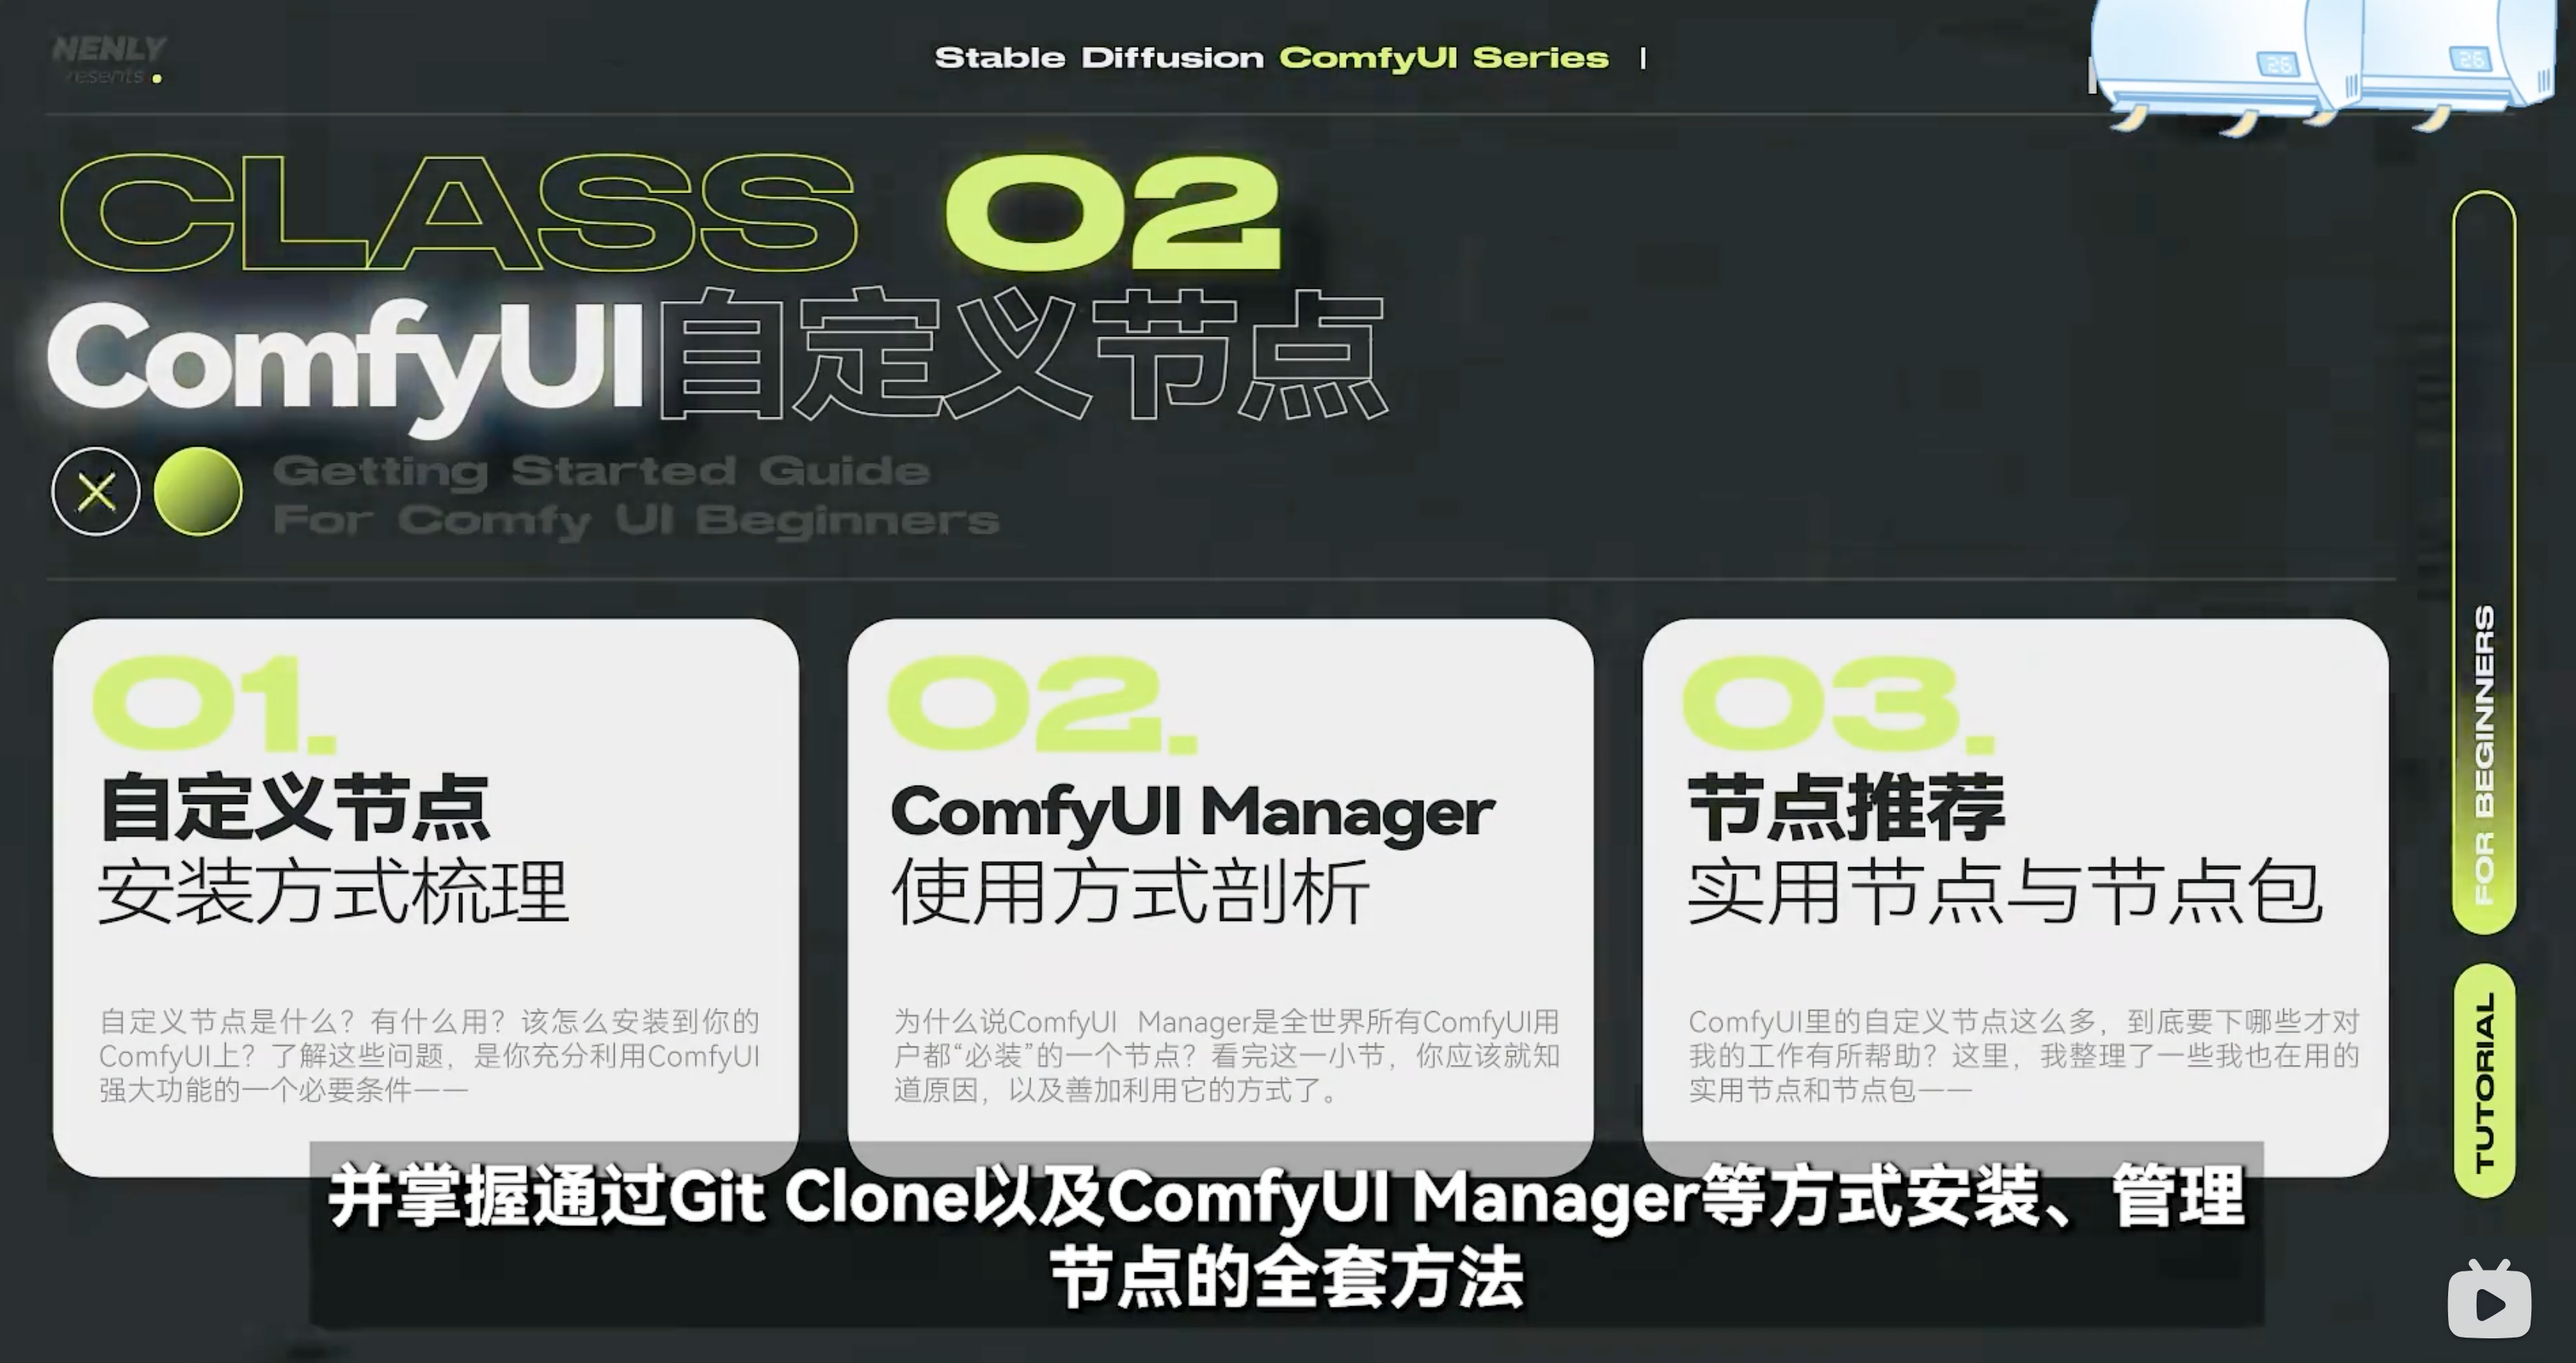 NENLY
resents
Stable Diffusion ComfyUI Series
26
26
CLASS 02
ComfyUI自定义节点
Getting Started Guide
For Comfy UI Beginners
01.
自定义节点
安装方式梳理
自定义节点是什么？有什么用？该怎么安装到你的
ComfyUI上？了解这些问题，是你充分利用ComfyUI
强大功能的一个必要条件——
02.
ComfyUI Manager
使用方式剖析
为什么说ComfyUI Manager是全世界所有ComfyUI用
户都“必装”的一个节点？看完这一小节，你应该就知
道原因，以及善加利用它的方式了。
03.
节点推荐
实用节点与节点包
ComfyUI里的自定义节点这么多，到底要下哪些才对
我的工作有所帮助？这里，我整理了一些我也在用的
实用节点和节点包——
FOR BEGINNERS
TUTORIAL
并掌握通过Git Clone以及ComfyUI Manager等方式安装、管理
节点的全套方法